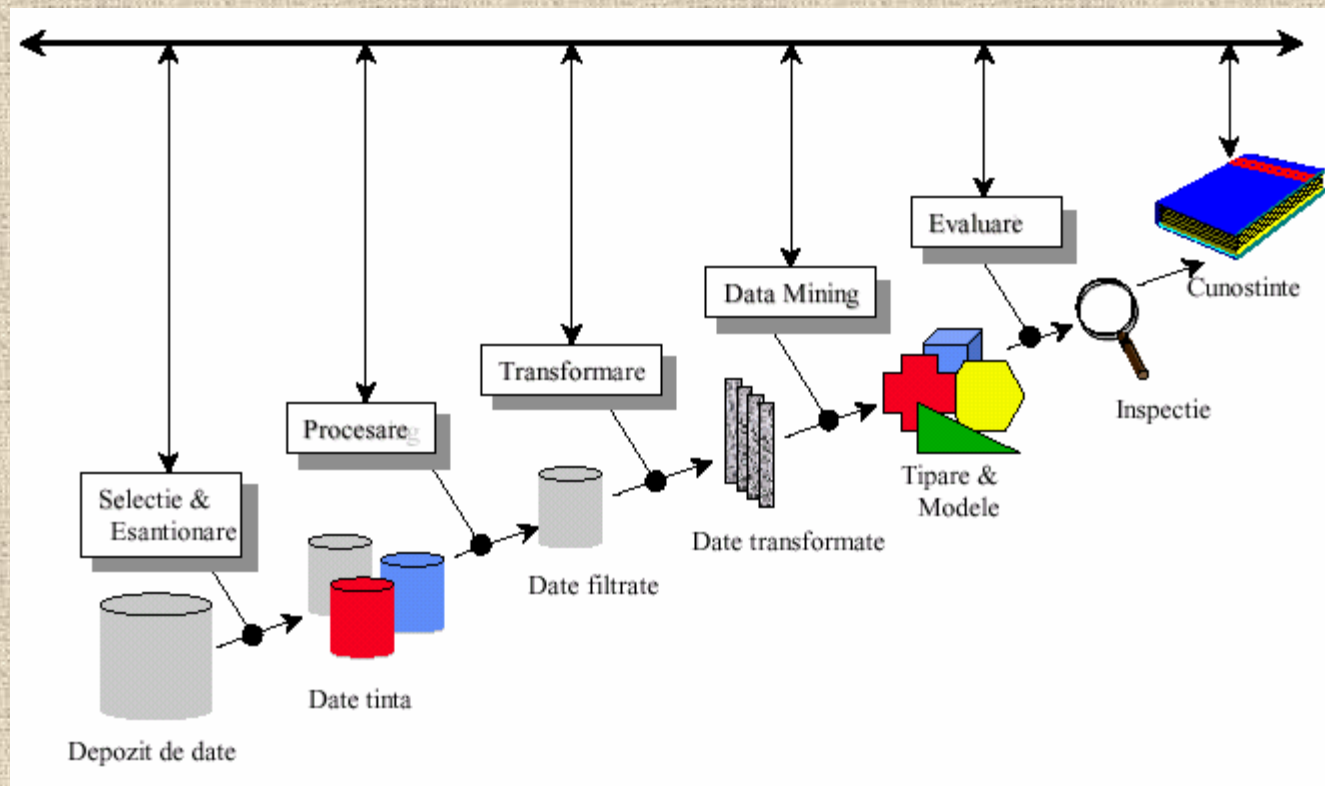 Selectie &
Esantionare
Depozit de date
Procesare
Date tinta
Transformare
Date filtrate
Data Mining
Date transformate
Evaluare
Tipare &
Modele
Inspectie
Cunostinte